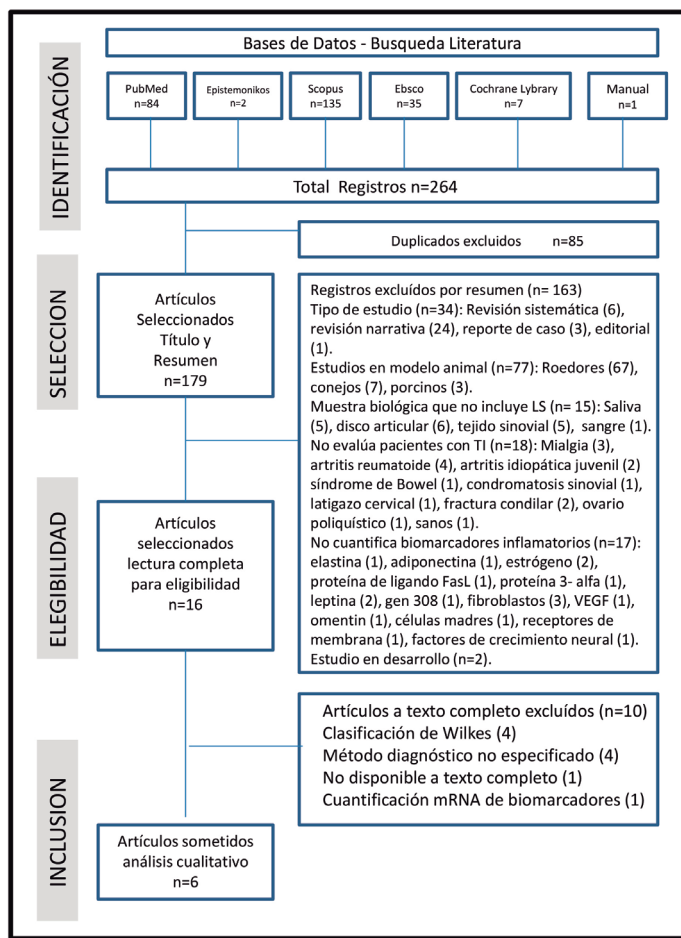 IDENTIFICACIÓN
Bases de Datos - Busqueda Literatura
PubMed
n=84
Epistemonikos
n=2
Scopus
n=135
Ebsco
n=35
Cochrane Lybrary
n=7
Manual
n=1
Total Registros n=264
Duplicados excluidos n=85
SELECCION
Artículos
Seleccionados
Título y
Resumen
n=179
Registros excluídos por resumen (n= 163)
Tipo de estudio (n=34): Revisión sistemática (6),
revisión narrativa (24), reporte de caso (3), editorial
(1).
Estudios en modelo animal (n=77): Roedores (67),
conejos (7), porcinos (3).
Muestra biológica que no incluye LS (n= 15): Saliva
(5), disco articular (6), tejido sinovial (5), sangre (1).
No evalúa pacientes con TI (n=18): Mialgia (3),
artritis reumatoide (4), artritis idiopática juvenil (2)
síndrome de Bowel (1), condromatosis sinovial (1),
latigazo cervical (1), fractura condilar (2), ovario
poliquístico (1), sanos (1).
No cuantifica biomarcadores inflamatorios (n=17):
elastina (1), adiponectina (1), estrógeno (2),
proteína de ligando FasL (1), proteína 3- alfa (1),
leptina (2), gen 308 (1), fibroblastos (3), VEGF (1),
omentin (1), células madres (1), receptores de
membrana (1), factores de crecimiento neural (1).
Estudio en desarrollo (n=2).
ELEGIBILIDAD
Artículos
seleccionados
lectura completa
para eligibilidad
n=16
Artículos a texto completo excluídos (n=10)
Clasificación de Wilkes (4)
Método diagnóstico no especificado (4)
No disponible a texto completo (1)
Cuantificación mRNA de biomarcadores (1)
INCLUSION
Artículos sometidos
análisis cualitativo
n=6